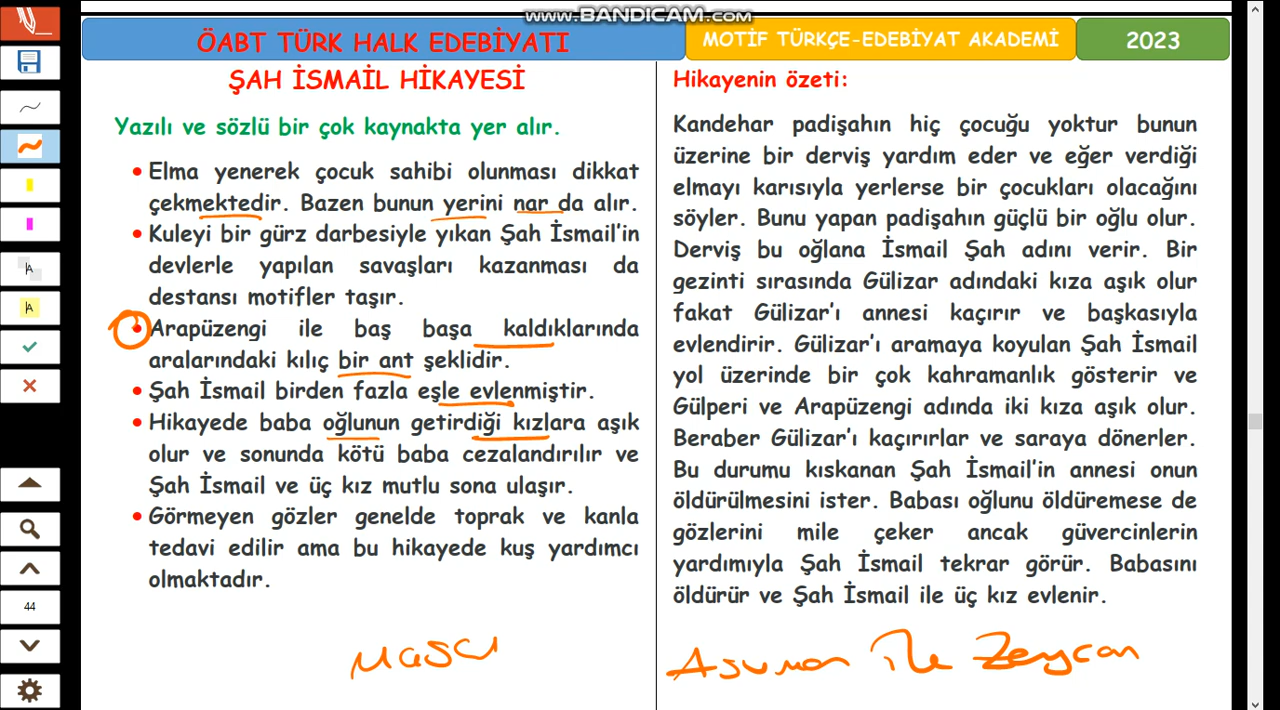 www.BANDICAM.com
ÖABT TÜRK HALK EDEBİYATI
MOTİF TÜRKÇE-EDEBİYAT AKADEMİ
2023
ŞAH İSMAİL HİKAYESİ
Yazılı ve sözlü bir çok kaynakta yer alır.
• Elma yenerek çocuk sahibi olunması dikkat
çekmektedir. Bazen bunun yerini nar da alır.
• Kuleyi bir gürz darbesiyle yıkan Şah İsmail'in
devlerle yapılan savaşları kazanması da
destansı motifler taşır.
• Arapüzengi ile baş başa kaldıklarında
aralarındaki kılıç bir ant şeklidir.
• Şah İsmail birden fazla eşle evlenmiştir.
• Hikayede baba oğlunun getirdiği kızlara aşık
olur ve sonunda kötü baba cezalandırılır ve
Şah İsmail ve üç kız mutlu sona ulaşır.
• Görmeyen gözler genelde toprak ve kanla
tedavi edilir ama bu hikayede kuş yardımcı
olmaktadır.
Hikayenin özeti:
Kandehar padişahın hiç çocuğu yoktur bunun
üzerine bir derviş yardım eder ve eğer verdiği
elmayı karısıyla yerlerse bir çocukları olacağını
söyler. Bunu yapan padişahın güçlü bir oğlu olur.
Derviş bu oğlana İsmail Şah adını verir. Bir
gezinti sırasında Gülizar adındaki kıza aşık olur
fakat Gülizar'ı annesi kaçırır ve başkasıyla
evlendirir. Gülizar'ı aramaya koyulan Şah İsmail
yol üzerinde bir çok kahramanlık gösterir ve
Gülperi ve Arapüzengi adında iki kıza aşık olur.
Beraber Gülizar'ı kaçırırlar ve saraya dönerler.
Bu durumu kıskanan Şah İsmail'in annesi onun
öldürülmesini ister. Babası oğlunu öldüremese de
gözlerini mile çeker ancak güvercinlerin
yardımıyla Şah İsmail tekrar görür. Babasını
öldürür ve Şah İsmail ile üç kız evlenir.
Asuman ile Zeycan
44